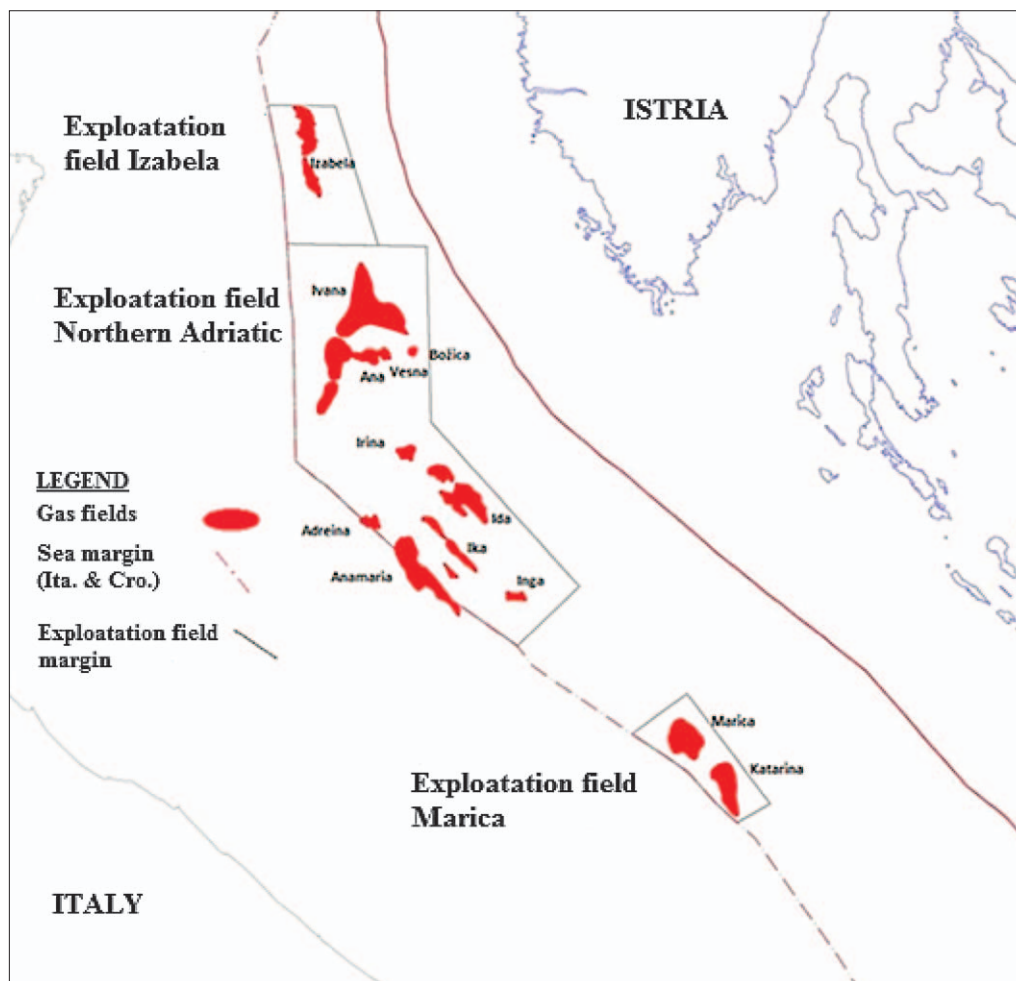 ISTRIA
Exploatation
field Izabela
Izabela
Exploatation field
Northern Adriatic
Ivana
Božica
Vesna
Ana
Irina
LEGEND
Gas fields
Sea margin
(Ita. & Cro.)
Exploatation field
margin
Ida
Adreina
Ika
Anamaria
Inga
Marica
Katarina
Exploatation field
Marica
ITALY